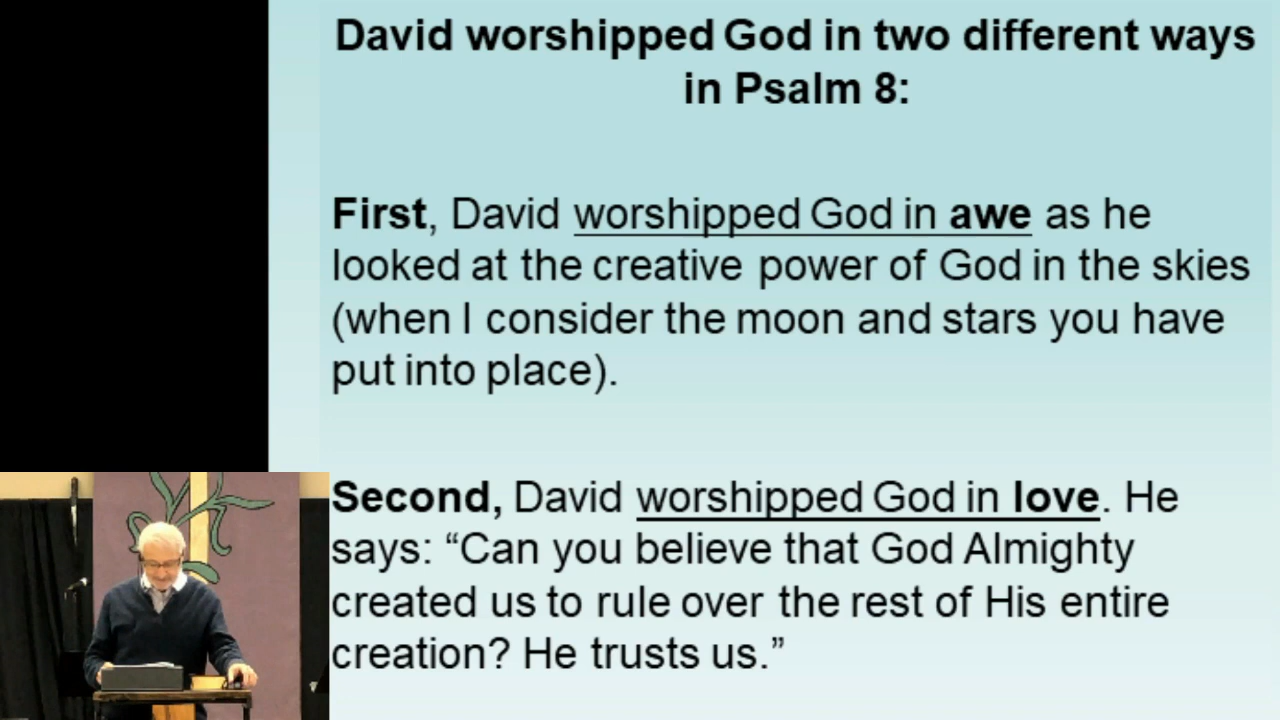 David worshipped God in two different ways
in Psalm 8:
First, David worshipped God in awe as he
looked at the creative power of God in the skies
(when I consider the moon and stars you have
put into place).
Second, David worshipped God in love. He
says: “Can you believe that God Almighty
created us to rule over the rest of His entire
creation? He trusts us.”